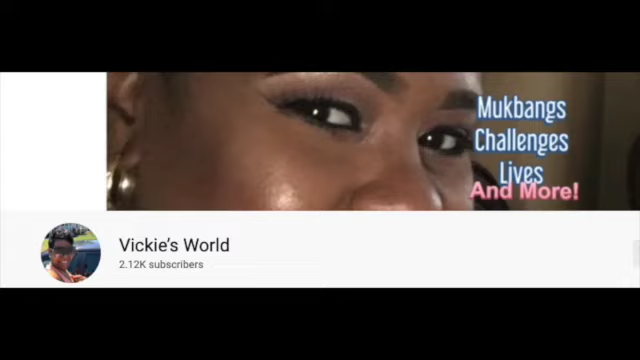 Mukbangs
Challenges
Lives
And More!
Vickie's World
2.12K subscribers